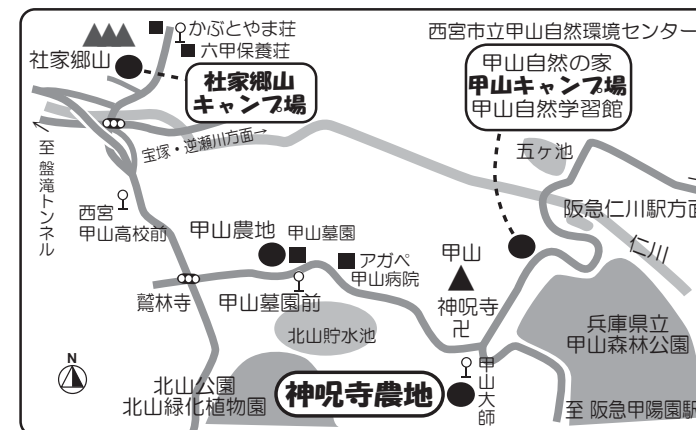 かぶとやま荘
六甲保養荘
社家郷山
社家郷山
キャンプ場
西宮市立甲山自然環境センター
甲山自然の家
甲山キャンプ場
甲山自然学習館
至 盤滝トンネル
宝塚・逆瀬川方面→
五ヶ池
阪急仁川駅方面
仁川
西宮
甲山高校前
甲山農地
甲山墓園
アガペ
甲山病院
甲山
神呪寺
卍
鷲林寺
甲山墓園前
北山貯水池
兵庫県立
甲山森林公園
N
北山公園
北山緑化植物園
神呪寺農地
甲山大師
至 阪急甲陽園駅